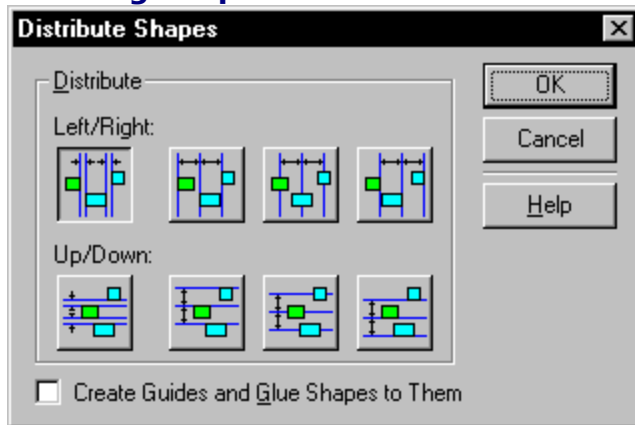 Distribute Shapes
Distribute
OK
Left/Right:
Cancel
Help
Up/Down:
Create Guides and Glue Shapes to Them